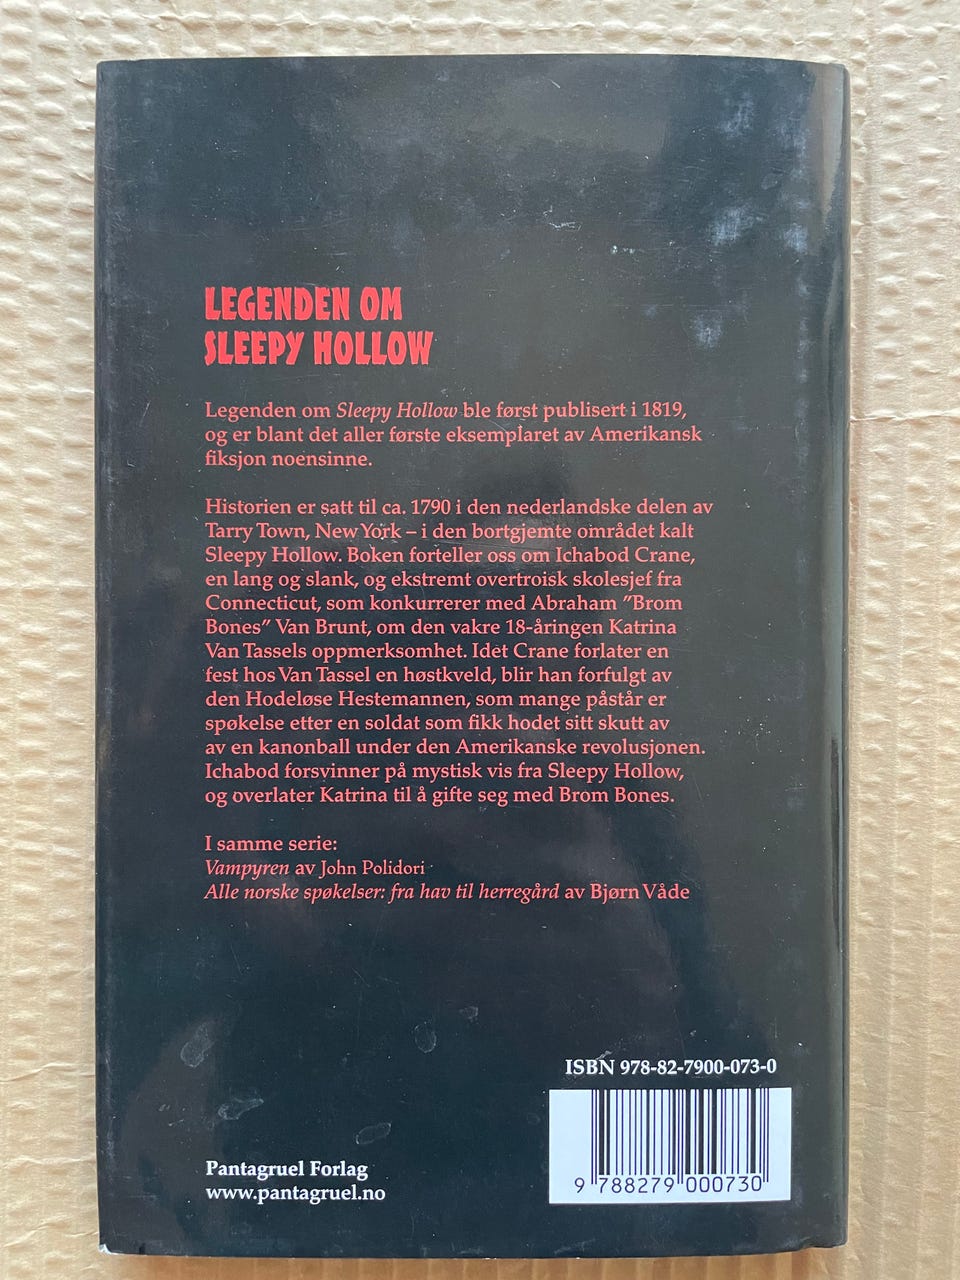 LEGENDEN OM
SLEEPY HOLLOW
Legenden om Sleepy Hollow ble først publisert i 1819,
og er blant det aller første eksemplaret av Amerikansk
fiksjon noensinne.
Historien er satt til ca. 1790 i den nederlandske delen av
Tarry Town, New York – i den bortgjemte området kalt
Sleepy Hollow. Boken forteller oss om Ichabod Crane,
en lang og slank, og ekstremt overtroisk skolesjef fra
Connecticut, som konkurrerer med Abraham ”Brom
Bones” Van Brunt, om den vakre 18-åringen Katrina
Van Tassels oppmerksomhet. Idet Crane forlater en
fest hos Van Tassel en høstkveld, blir han forfulgt av
den Hodeløse Hestemannen, som mange påstår er
spøkelse etter en soldat som fikk hodet sitt skutt av
av en kanonball under den Amerikanske revolusjonen.
Ichabod forsvinner på mystisk vis fra Sleepy Hollow,
og overlater Katrina til å gifte seg med Brom Bones.
I samme serie:
Vampyren av John Polidori
Alle norske spøkelser: fra hav til herregård av Bjørn Våde
ISBN 978-82-7900-073-0
9 788279 000730
Pantagruel Forlag
www.pantagruel.no